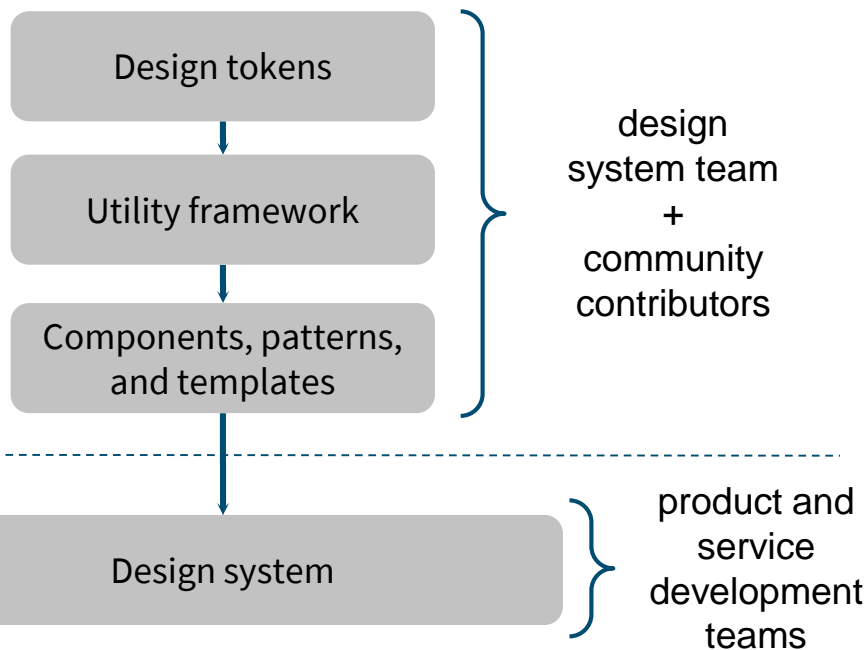 Design tokens
Utility framework
Components, patterns,
and templates
design
system team
+
community
contributors
Design system
product and
service
development
teams